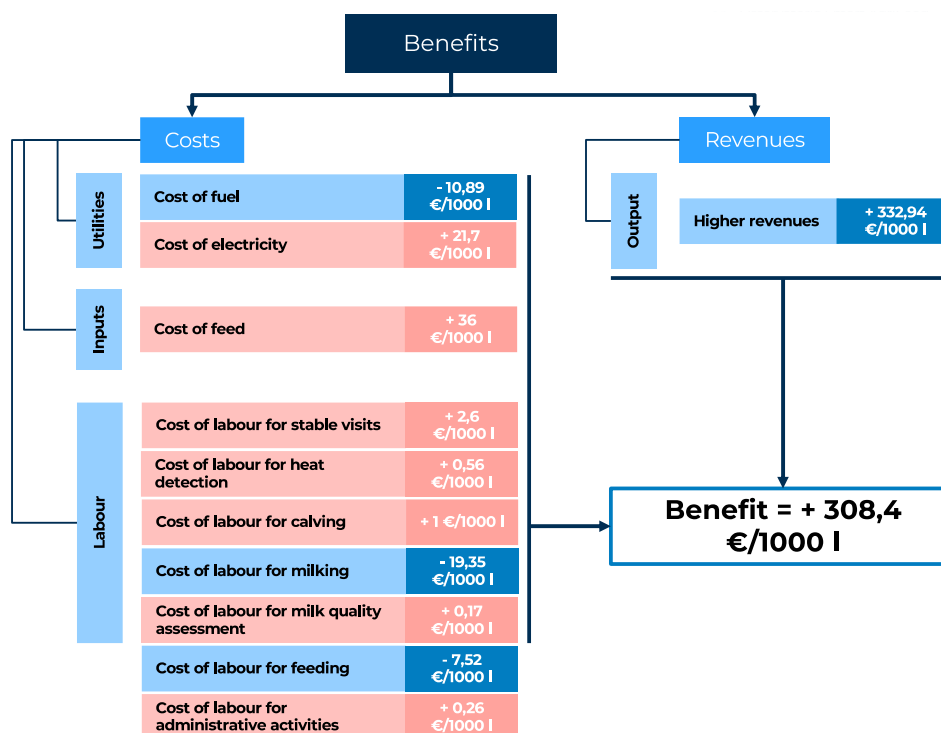 Benefits
Costs
Revenues
Utilities
Cost of fuel
- 10,89
€/1000 l
Cost of electricity
+ 21,7
€/1000 l
Output
Higher revenues
+ 332,94
€/1000 l
Inputs
Cost of feed
+ 36
€/1000 l
Labour
Cost of labour for stable visits
+ 2,6
€/1000 l
Cost of labour for heat
detection
+ 0,56
€/1000 l
Cost of labour for calving
+ 1 €/1000 l
Cost of labour for milking
- 19,35
€/1000 l
Cost of labour for milk quality
assessment
+ 0,17
€/1000 l
Cost of labour for feeding
- 7,52
€/1000 l
Cost of labour for
administrative activities
+ 0,26
€/1000 l
Benefit = + 308,4
€/1000 l